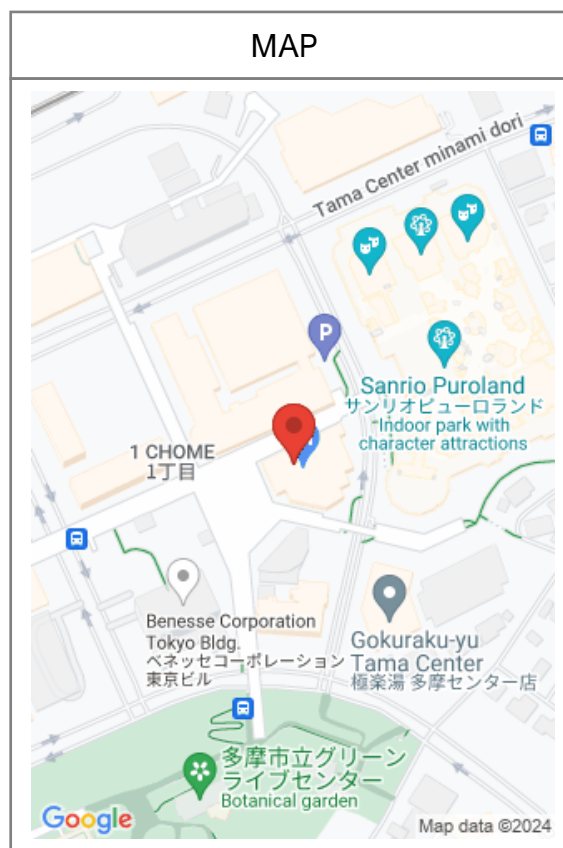 MAP
Tama Center minami dori
P
Sanrio Puroland
サンリオピューロランド
Indoor park with
character attractions
1 CHOME
1丁目
Benesse Corporation
Tokyo Bldg.
ベネッセコーポレーション
東京ビル
Gokuraku-yu
Tama Center
極楽湯 多摩センター店
多摩市立グリーン
ライブセンター
Botanical garden
Google
Map data ©2024